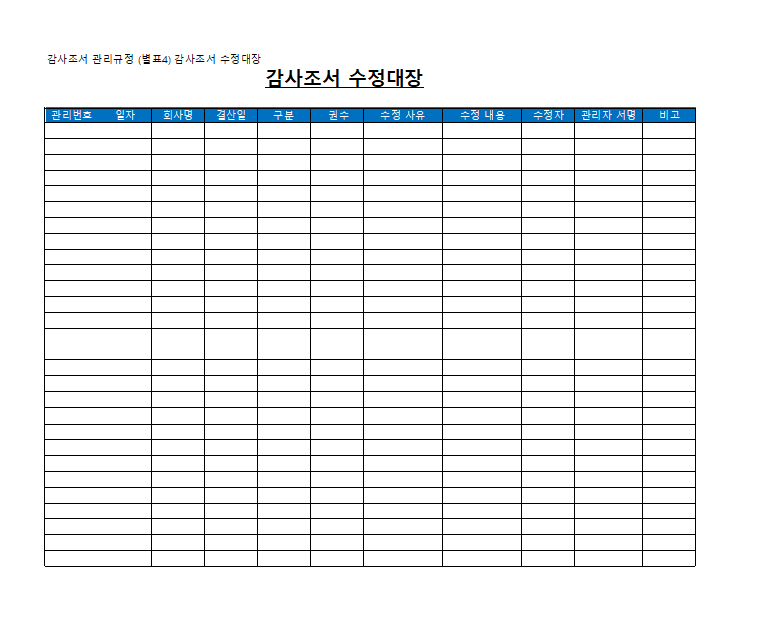 감사조서 관리규정 (별표4) 감사조서 수정대장
감사조서 수정대장
관리번호 일자 회사명 결산일 구분 권수 수정 사유 수정 내용 수정자 관리자 서명 비고